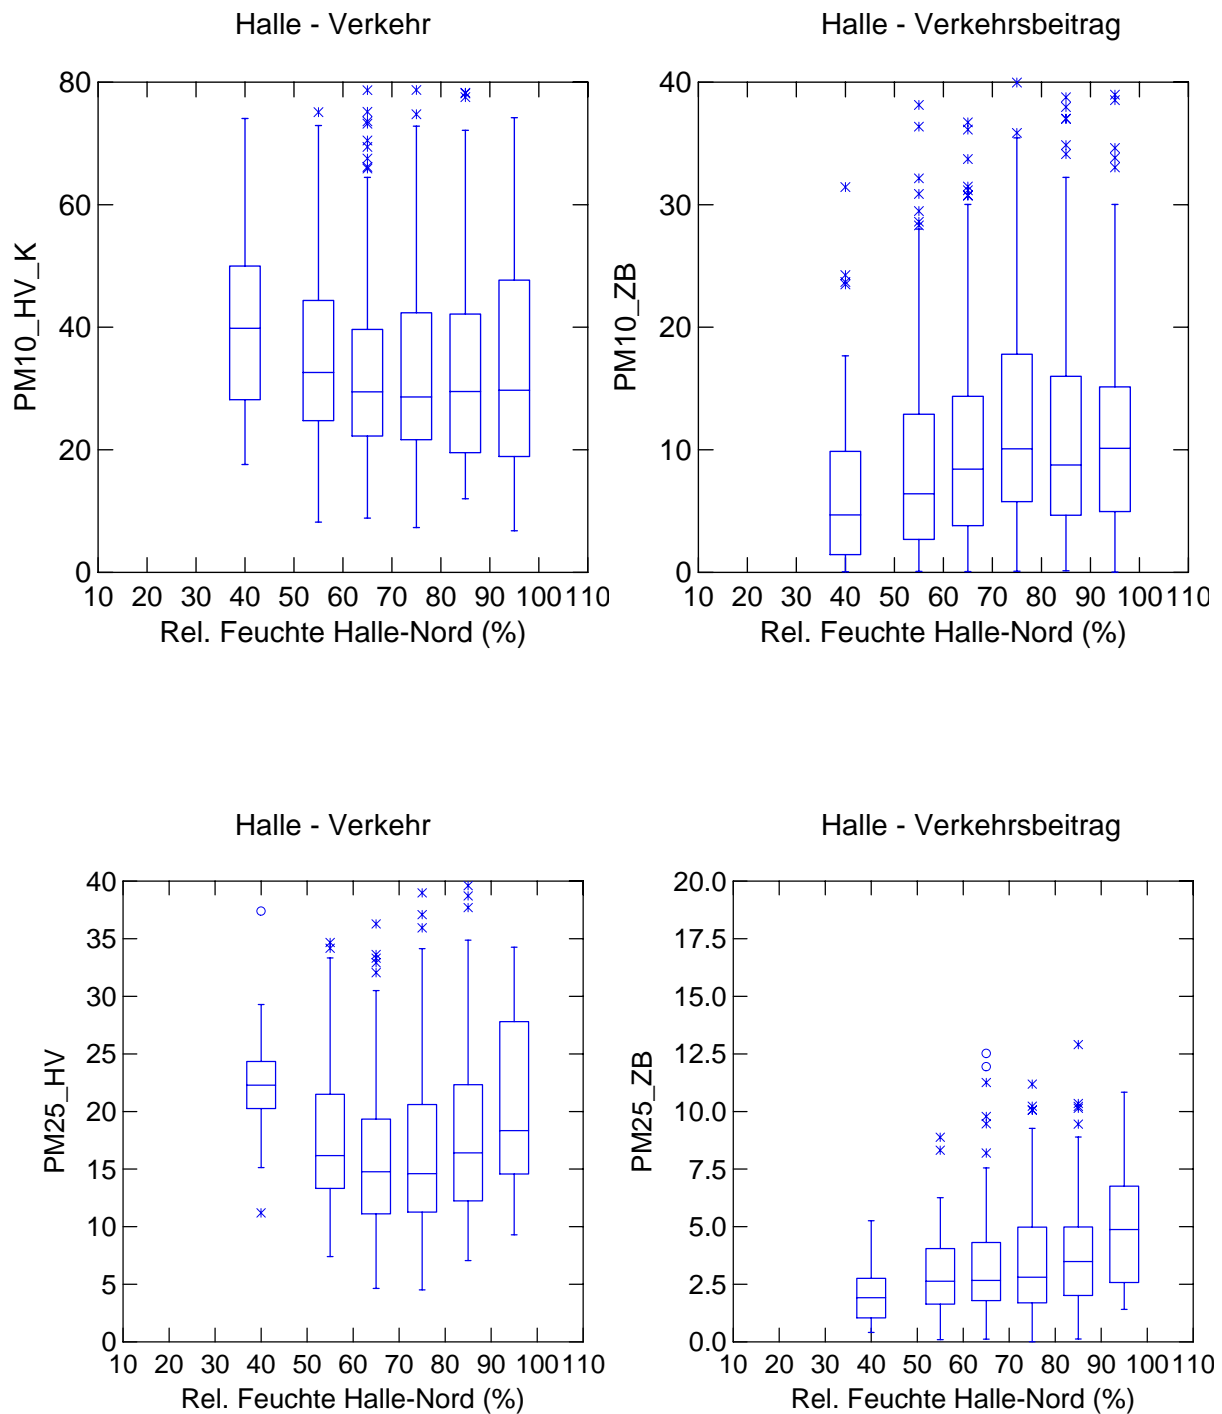 Halle - Verkehr
Halle - Verkehrsbeitrag
80
60
40
20
0
PM10_HV_K
10 20 30 40 50 60 70 80 90 100 110
Rel. Feuchte Halle-Nord (%)
40
30
20
10
0
PM10_ZB
10 20 30 40 50 60 70 80 90 100 110
Rel. Feuchte Halle-Nord (%)
Halle - Verkehr
Halle - Verkehrsbeitrag
40
35
30
25
20
15
10
5
0
PM25_HV
10 20 30 40 50 60 70 80 90 100 110
Rel. Feuchte Halle-Nord (%)
20.0
17.5
15.0
12.5
10.0
7.5
5.0
2.5
0.0
PM25_ZB
10 20 30 40 50 60 70 80 90 100 110
Rel. Feuchte Halle-Nord (%)